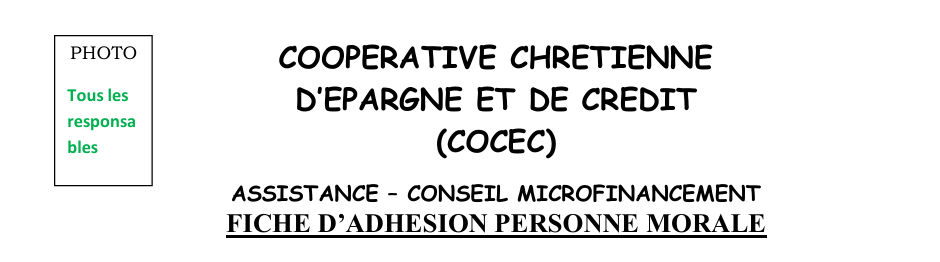 PHOTO
Tous les
responsa
bles
COOPERATIVE CHRETIENNE
D'EPARGNE ET DE CREDIT
(COCEC)
ASSISTANCE – CONSEIL MICROFINANCEMENT
FICHE D'ADHESION PERSONNE MORALE